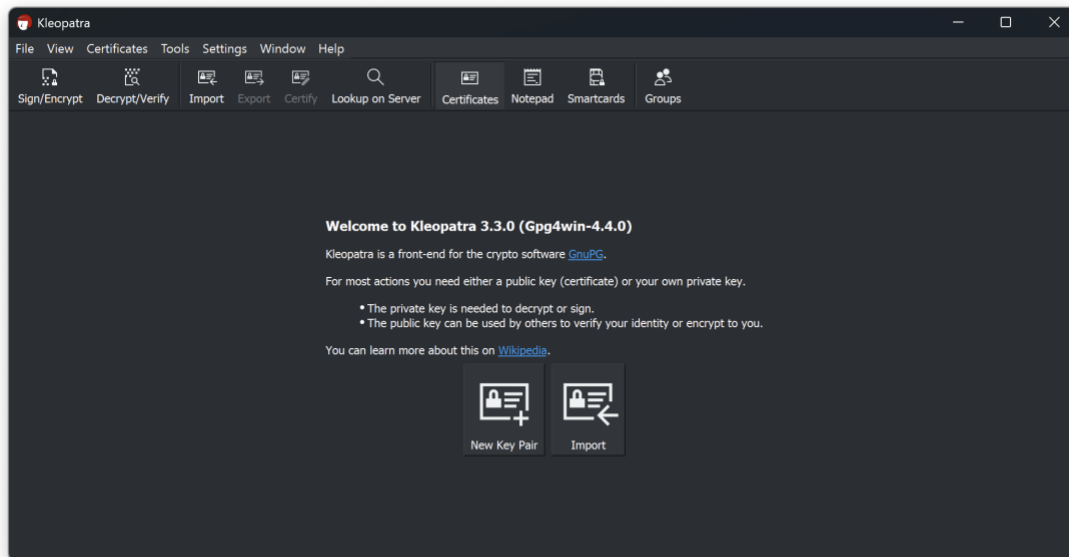 Kleopatra
File View Certificates Tools Settings Window Help
Sign/Encrypt Decrypt/Verify Import Export Certify Lookup on Server Certificates Notepad Smartcards Groups
Welcome to Kleopatra 3.3.0 (Gpg4win-4.4.0)
Kleopatra is a front-end for the crypto software GnuPG.
For most actions you need either a public key (certificate) or your own private key.
• The private key is needed to decrypt or sign.
• The public key can be used by others to verify your identity or encrypt to you.
You can learn more about this on Wikipedia.
New Key Pair Import